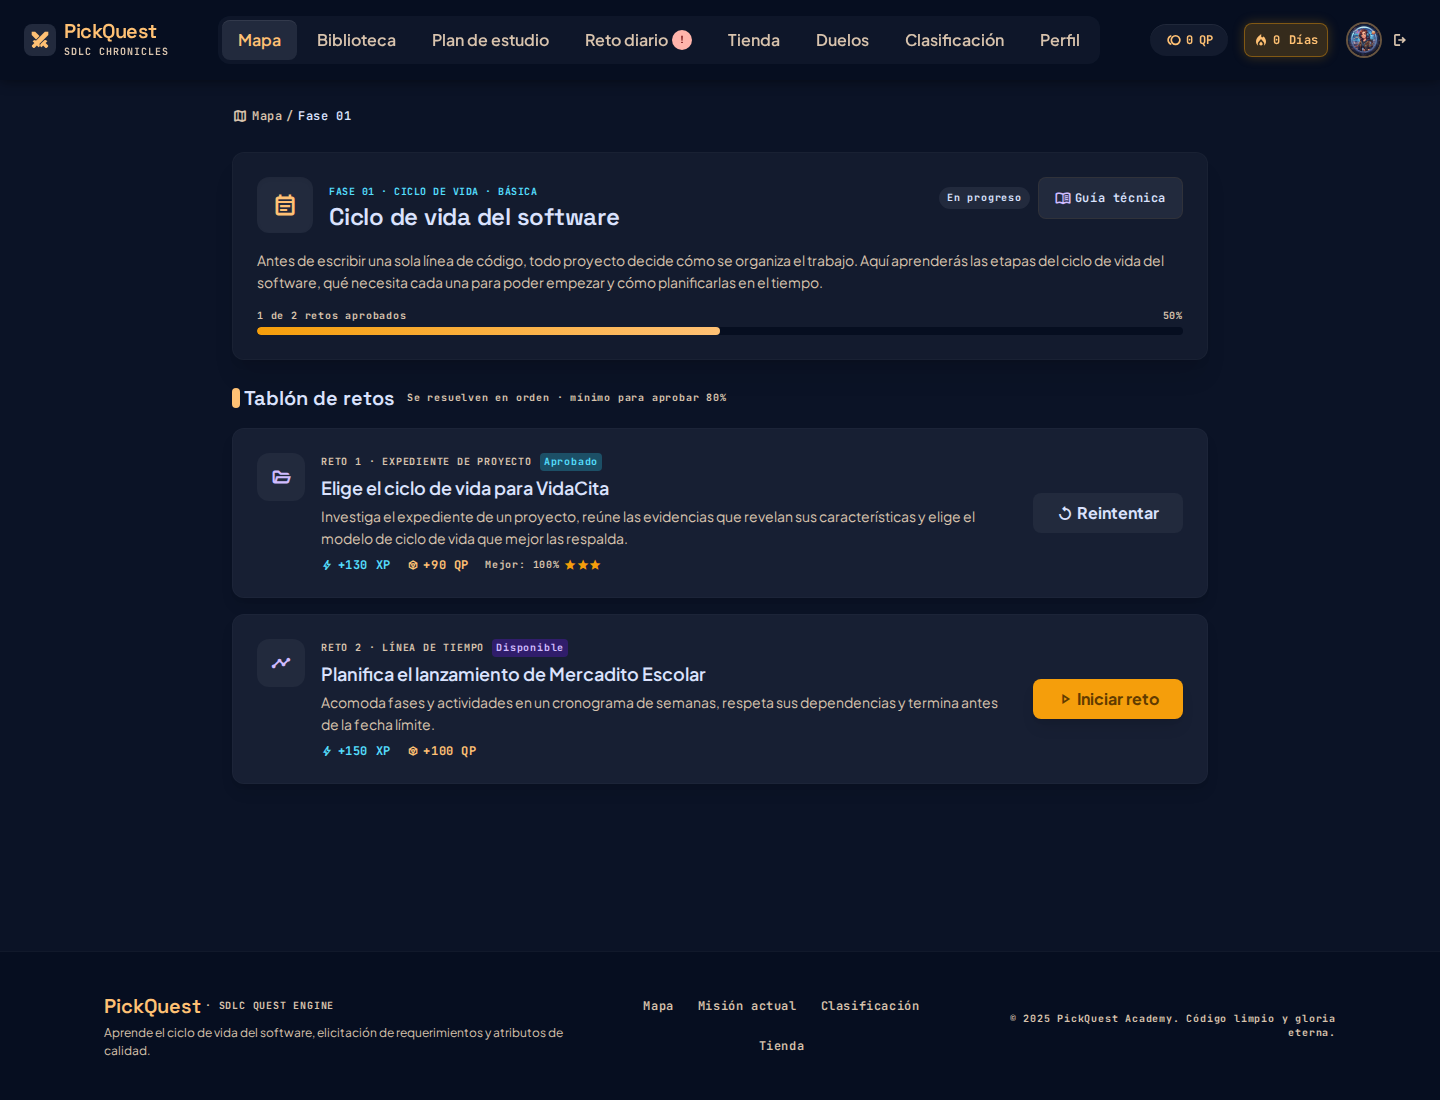 PickQuest
SDLC CHRONICLES
Mapa
Biblioteca
Plan de estudio
Reto diario !
Tienda
Duelos
Clasificación
Perfil
0 QP
0 Días
Mapa / Fase 01
FASE 01 · CICLO DE VIDA · BÁSICA
Ciclo de vida del software
En progreso
Guía técnica
Antes de escribir una sola línea de código, todo proyecto decide cómo se organiza el trabajo. Aquí aprenderás las etapas del ciclo de vida del
software, qué necesita cada una para poder empezar y cómo planificarlas en el tiempo.
1 de 2 retos aprobados
50%
Tablón de retos
Se resuelven en orden · mínimo para aprobar 80%
RETO 1 · EXPEDIENTE DE PROYECTO Aprobado
Elige el ciclo de vida para VidaCita
Investiga el expediente de un proyecto, reúne las evidencias que revelan sus características y elige el
modelo de ciclo de vida que mejor las respalda.
+130 XP +90 QP Mejor: 100%
Reintentar
RETO 2 · LÍNEA DE TIEMPO Disponible
Planifica el lanzamiento de Mercadito Escolar
Acomoda fases y actividades en un cronograma de semanas, respeta sus dependencias y termina antes
de la fecha límite.
+150 XP +100 QP
Iniciar reto
PickQuest · SDLC QUEST ENGINE
Aprende el ciclo de vida del software, elicitación de requerimientos y atributos de
calidad.
Mapa
Misión actual
Clasificación
Tienda
© 2025 PickQuest Academy. Código limpio y gloria
eterna.